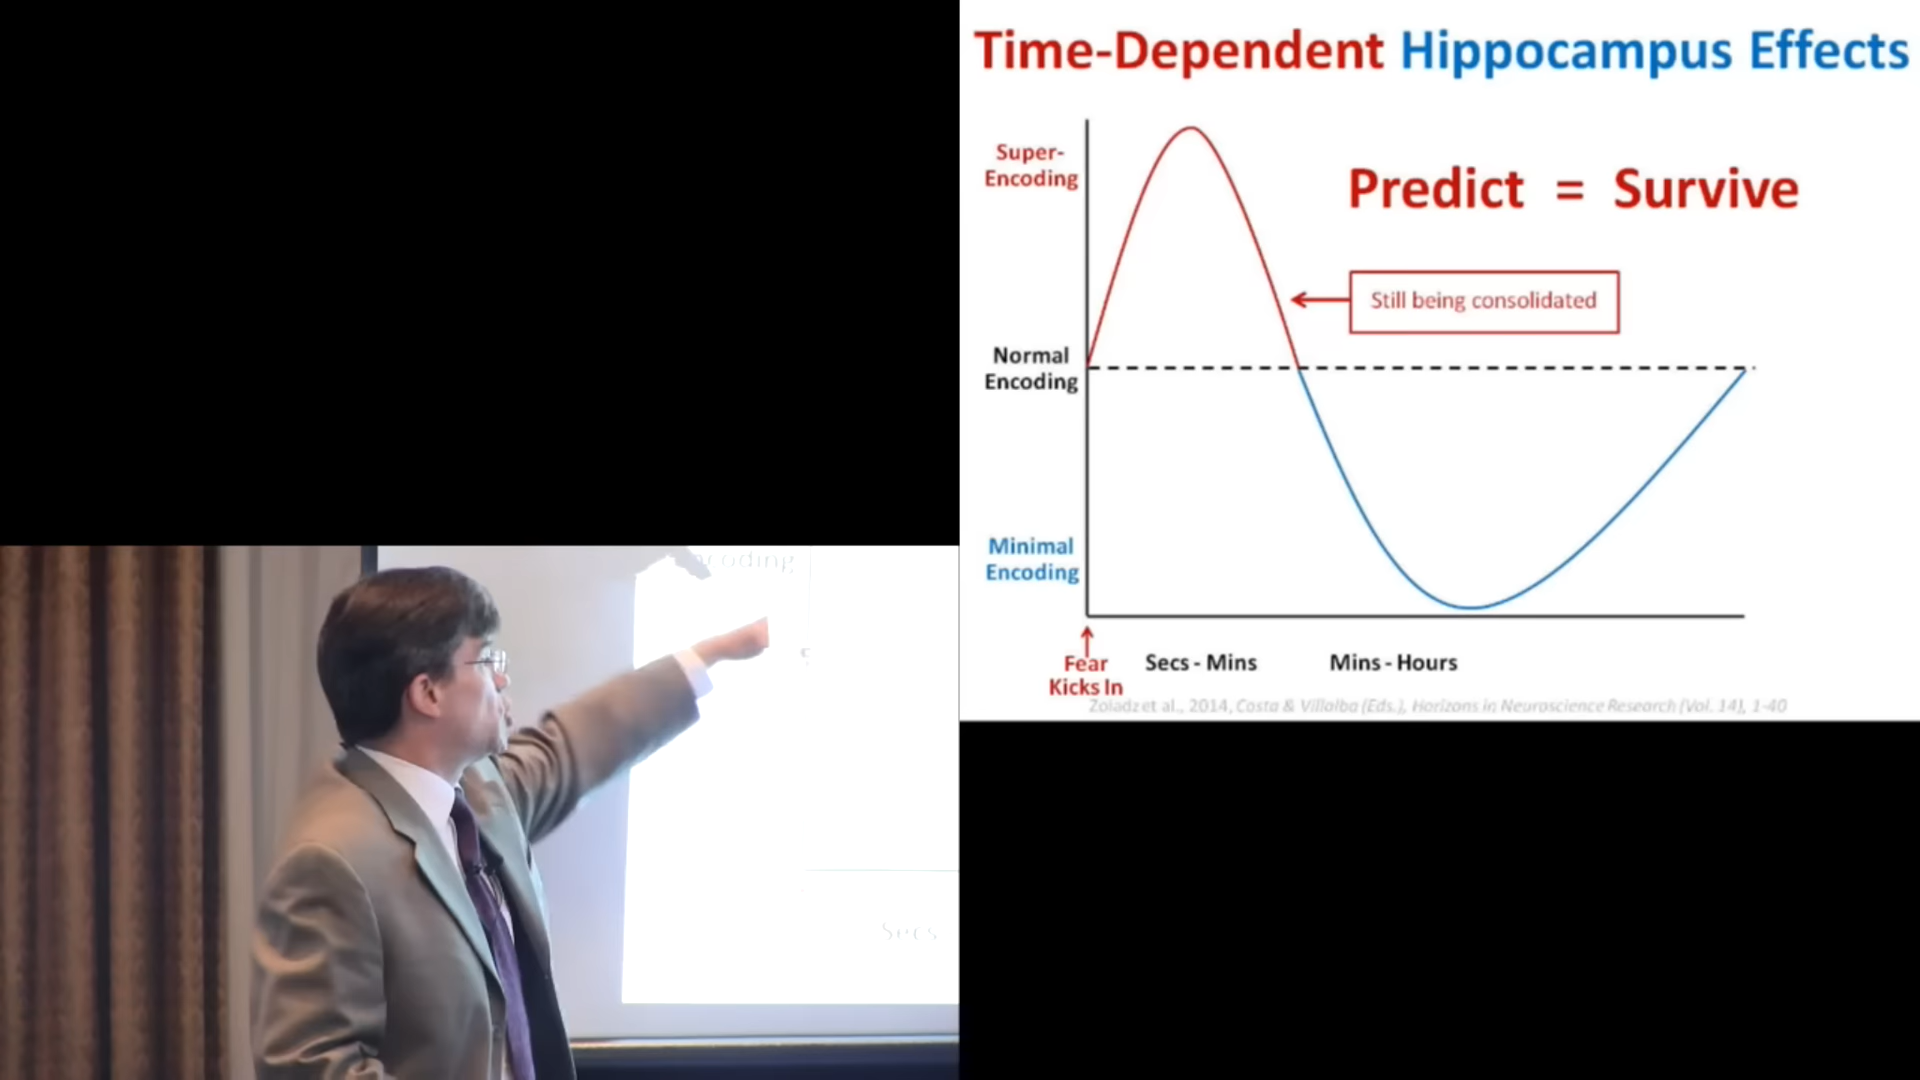 Time-Dependent Hippocampus Effects
Super-
Encoding
Predict = Survive
Still being consolidated
Normal
Encoding
Minimal
Encoding
Fear
Kicks In
Secs - Mins
Mins - Hours
Zoladz et al., 2014, Costa & Villalba (Eds.), Horizons in Neuroscience Research (Vol. 14), 1-40
ncoding
Secs